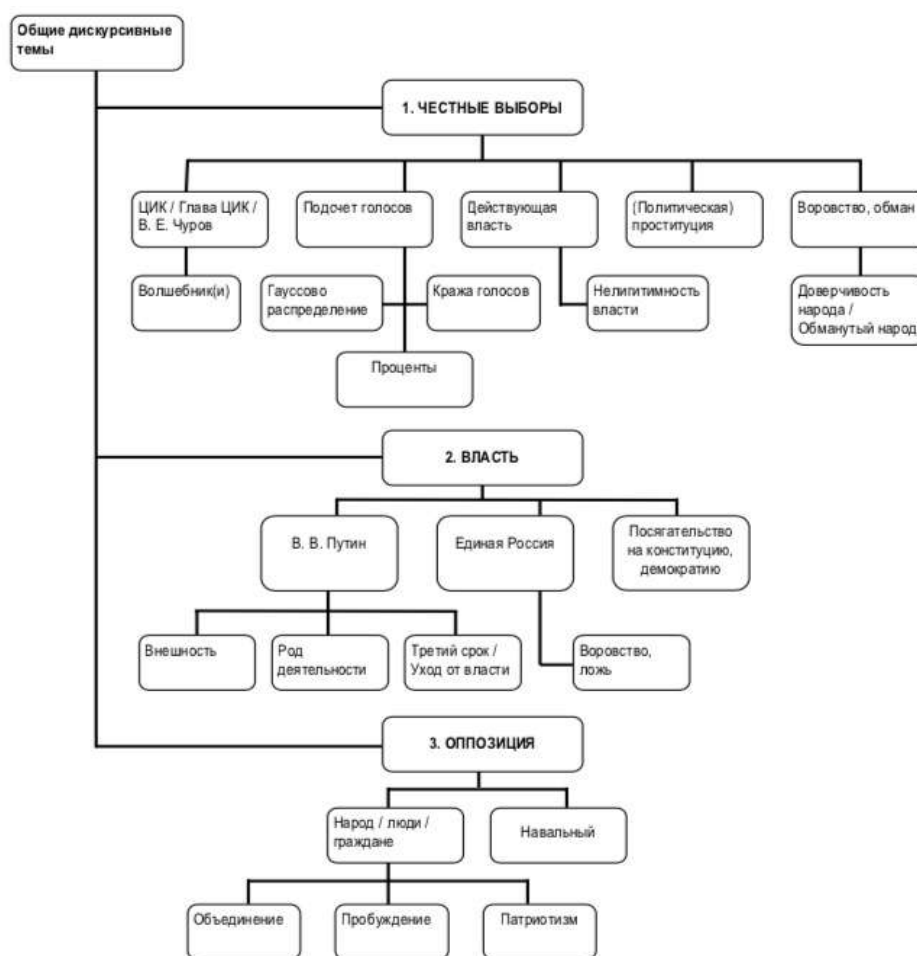 Общие дискурсивные
темы
1. ЧЕСТНЫЕ ВЫБОРЫ
ЦИК / Глава ЦИК /
В. Е. Чуров
Подсчет голосов
Действующая
власть
(Политическая)
проституция
Воровство, обман
Волшебник(и)
Гауссово
распределение
Кража голосов
Нелигитимность
власти
Доверчивость
народа /
Обманутый народ
Проценты
2. ВЛАСТЬ
В. В. Путин
Единая Россия
Посягательство
на конституцию,
демократию
Внешность
Род
деятельности
Третий срок /
Уход от власти
Воровство,
ложь
3. ОППОЗИЦИЯ
Народ / люди /
граждане
Навальный
Объединение
Пробуждение
Патриотизм